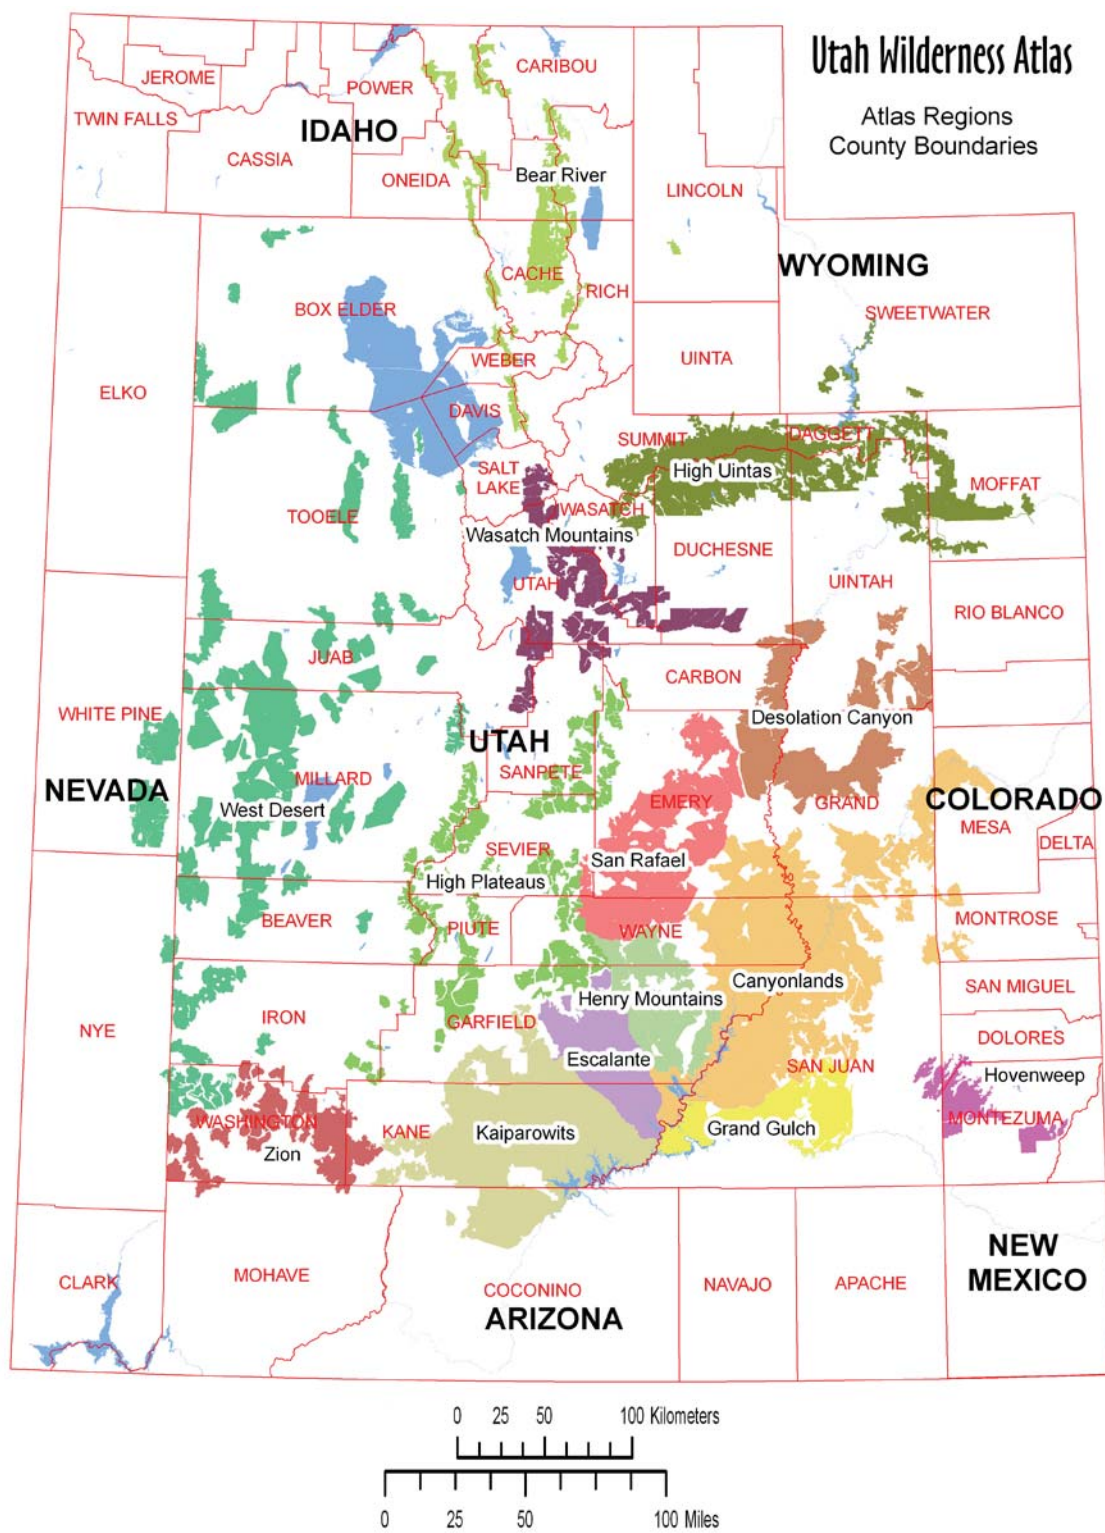 Utah Wilderness Atlas
Atlas Regions
County Boundaries
JEROME
POWER
CARIBOU
TWIN FALLS
IDAHO
CASSIA
ONEIDA
Bear River
LINCOLN
WYOMING
CACHE
RICH
BOX ELDER
SWEETWATER
WEBER
UINTA
ELKO
DAVIS
SUMMIT
DAGGETT
SALT
LAKE
High Uintas
MOFFAT
TOOELE
WASATCH
Wasatch Mountains
DUCHESNE
UTAH
UINTAH
RIO BLANCO
JUAB
CARBON
WHITE PINE
Desolation Canyon
UTAH
SANPETE
NEVADA
MILLARD
West Desert
EMERY
GRAND
COLORADO
MESA
DELTA
SEVIER
San Rafael
High Plateaus
BEAVER
PIUTE
WAYNE
MONTROSE
Canyonlands
SAN MIGUEL
Henry Mountains
NYE
IRON
GARFIELD
DOLORES
Escalante
SAN JUAN
Hovenweep
WASHINGTON
MONTEZUMA
KANE
Kaiparowits
Grand Gulch
Zion
NEW
MEXICO
CLARK
MOHAVE
COCONINO
NAVAJO
APACHE
ARIZONA
0 25 50 100 Kilometers
0 25 50 100 Miles